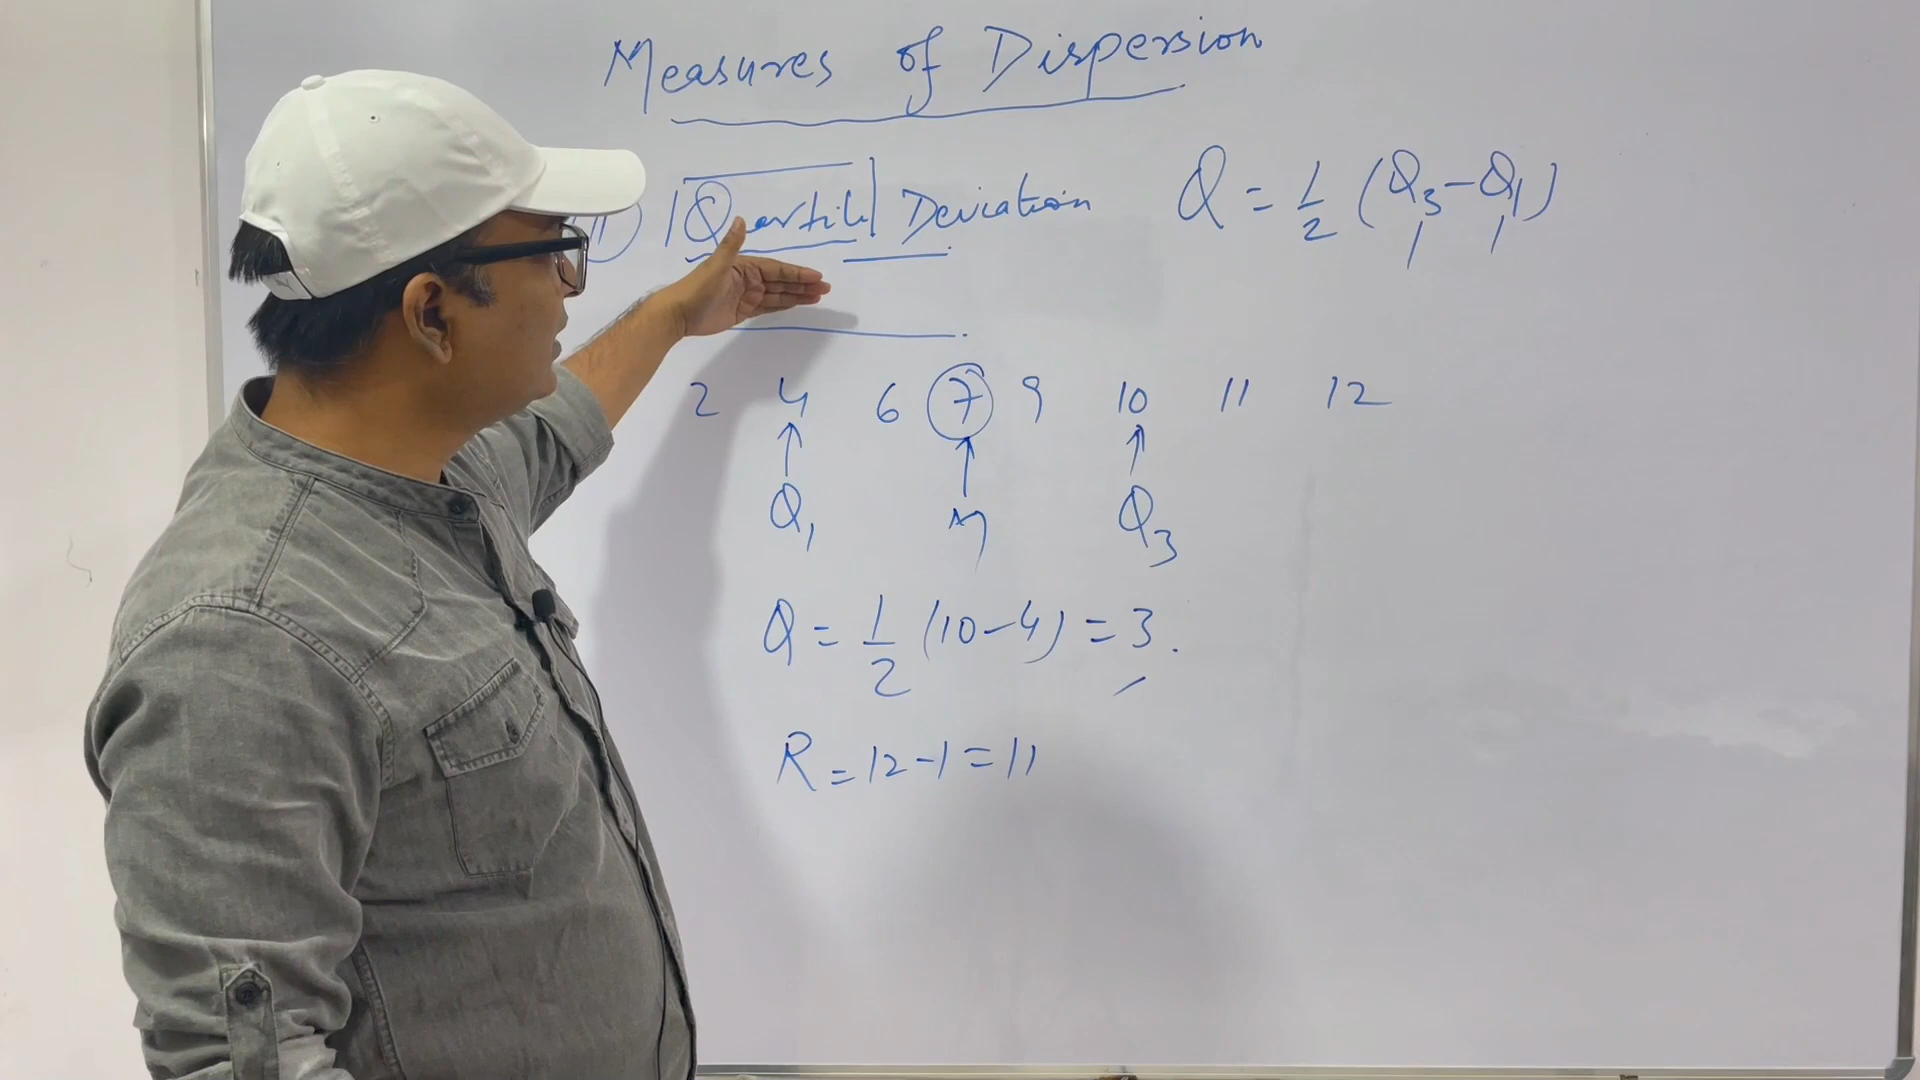 Measures of Dispersion
11) Quartile Deviation Q = 1/2 (Q3 - Q1)
2 4 6 7 9 10 11 12
Q1 M Q3
Q = 1/2 (10-4) = 3.
R = 12-1 = 11